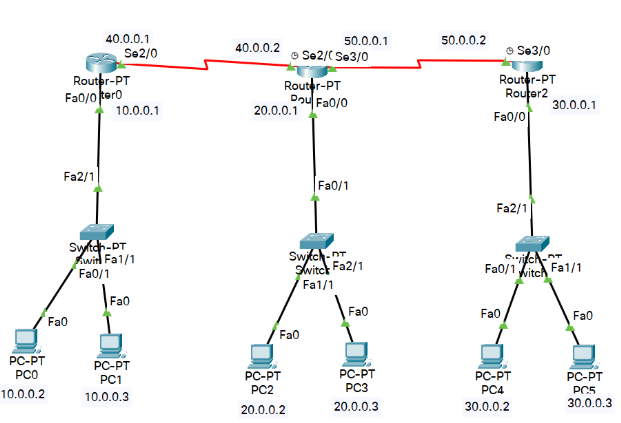 40.0.0.1
Se2/0
Router-PT
Fa0/0
10.0.0.1
Fa2/1
Switch-PT
Fa1/1
Fa0/1
Fa0
Fa0
PC-PT
PC0
10.0.0.2
PC-PT
PC1
10.0.0.3
40.0.0.2
Se2/0
50.0.0.1
Se3/0
Router-PT
Fa0/0
20.0.0.1
Fa0/1
Switch-PT
Fa2/1
Fa1/1
Fa0
Fa0
PC-PT
PC2
20.0.0.2
PC-PT
PC3
20.0.0.3
50.0.0.2
Se3/0
Router-PT
Router2
30.0.0.1
Fa0/0
Fa2/1
Switch-PT
Fa0/1
Fa1/1
Fa0
Fa0
PC-PT
PC4
30.0.0.2
PC-PT
PC5
30.0.0.3